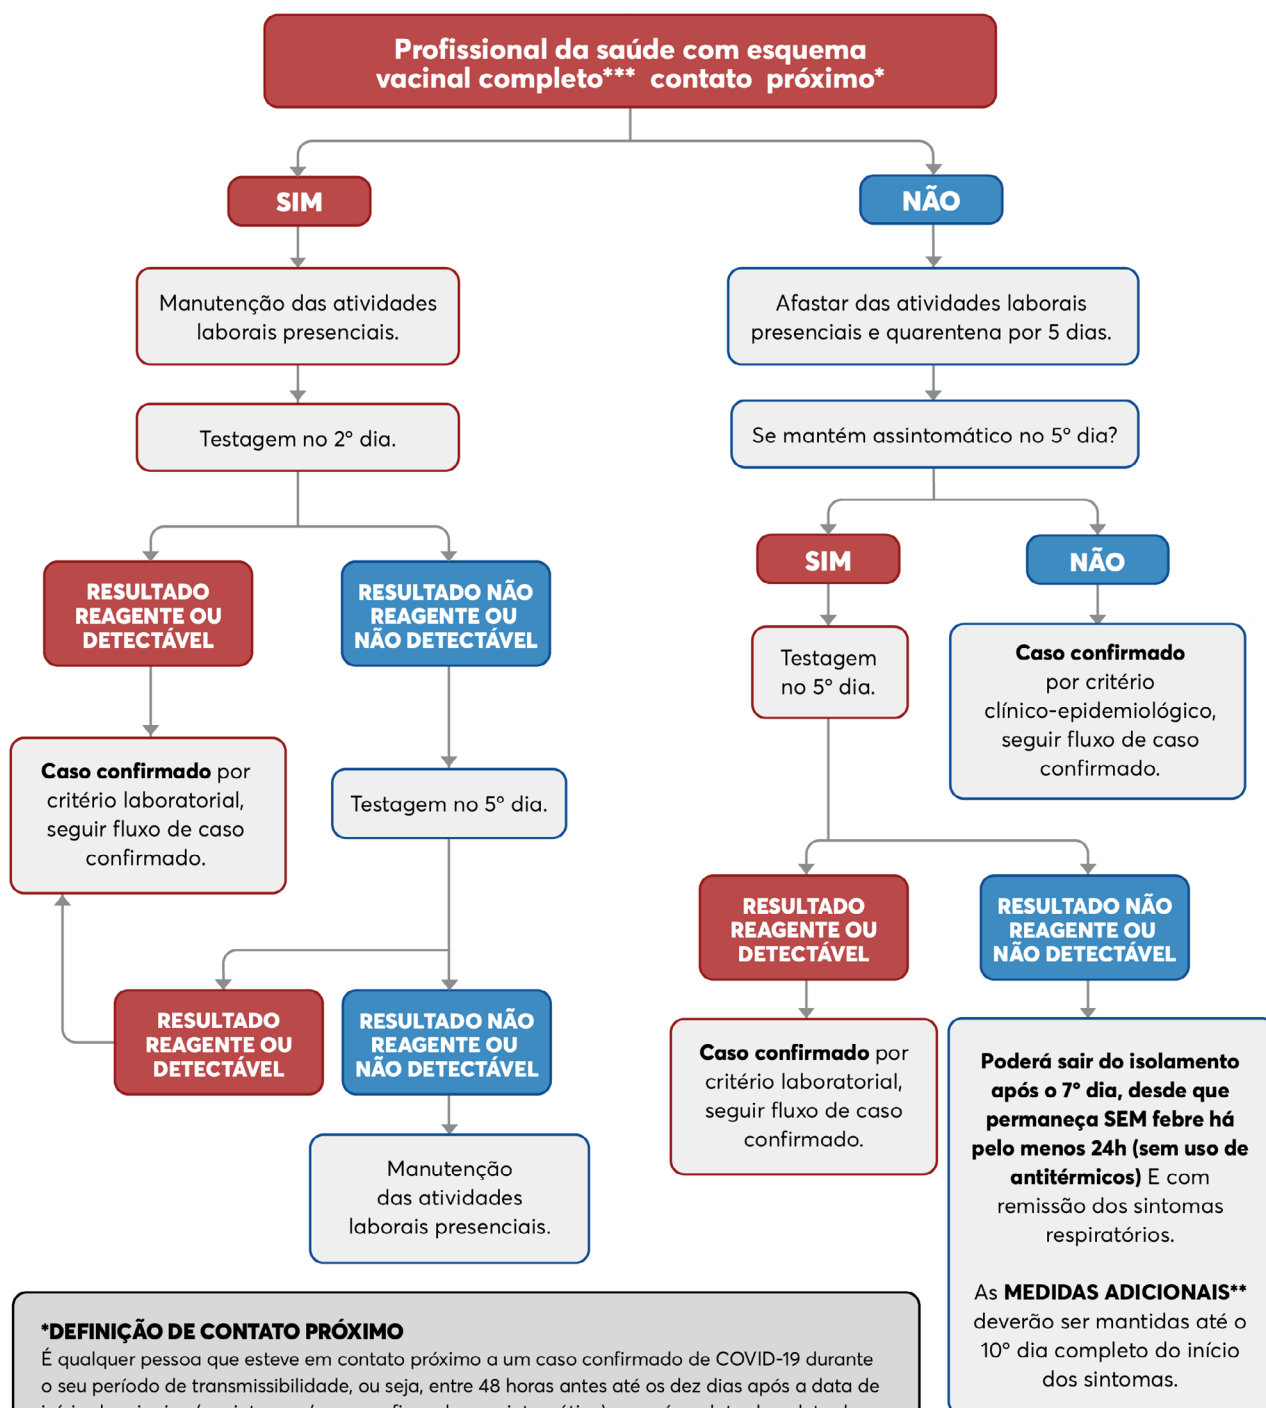 Profissional da saúde com esquema
vacinal completo*** contato próximo*
SIM
Manutenção das atividades
laborais presenciais.
Testagem no 2º dia.
RESULTADO
REAGENTE OU
DETECTÁVEL
Caso confirmado por
critério laboratorial,
seguir fluxo de caso
confirmado.
RESULTADO NÃO
REAGENTE OU
NÃO DETECTÁVEL
Testagem no 5º dia.
RESULTADO
REAGENTE OU
DETECTÁVEL
RESULTADO NÃO
REAGENTE OU
NÃO DETECTÁVEL
Manutenção
das atividades
laborais presenciais.
NÃO
Afastar das atividades laborais
presenciais e quarentena por 5 dias.
Se mantém assintomático no 5º dia?
SIM
Testagem
no 5º dia.
NÃO
Caso confirmado
por critério
clínico-epidemiológico,
seguir fluxo de caso
confirmado.
RESULTADO
REAGENTE OU
DETECTÁVEL
Caso confirmado por
critério laboratorial,
seguir fluxo de caso
confirmado.
RESULTADO NÃO
REAGENTE OU
NÃO DETECTÁVEL
Poderá sair do isolamento
após o 7º dia, desde que
permaneça SEM febre há
pelo menos 24h (sem uso de
antitérmicos) E com
remissão dos sintomas
respiratórios.
As MEDIDAS ADICIONAIS**
deverão ser mantidas até o
10º dia completo do início
dos sintomas.
*DEFINIÇÃO DE CONTATO PRÓXIMO
É qualquer pessoa que esteve em contato próximo a um caso confirmado de COVID-19 durante
o seu período de transmissibilidade, ou seja, entre 48 horas antes até os dez dias após a data de